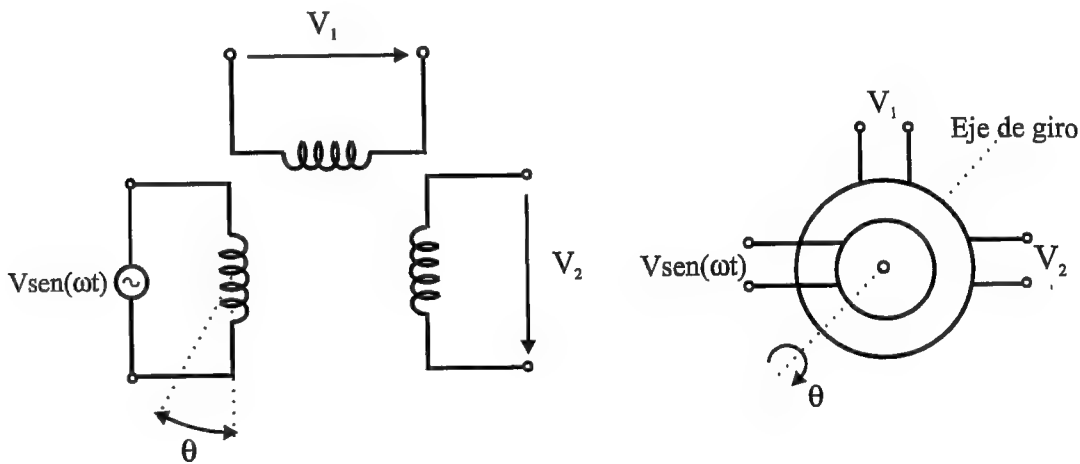 V₁
Vsen(ωt)
V₂
θ
V₁
Eje de giro
Vsen(ωt)
V₂
θ